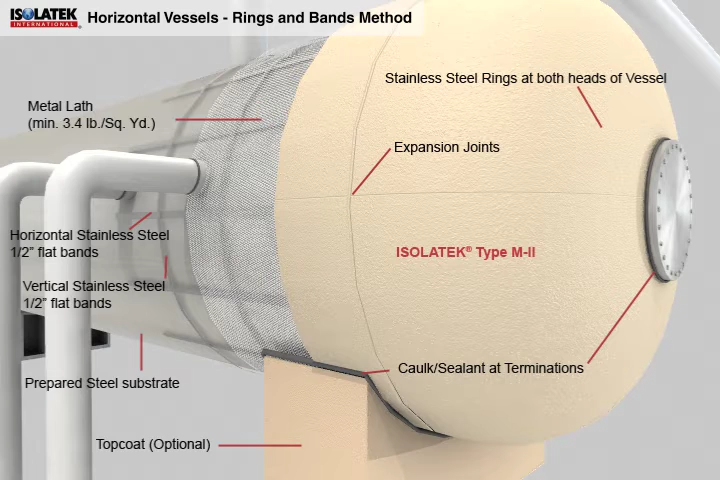 ISOLATEK
INTERNATIONAL
Horizontal Vessels - Rings and Bands Method
Stainless Steel Rings at both heads of Vessel
Metal Lath
(min. 3.4 lb./Sq. Yd.)
Expansion Joints
Horizontal Stainless Steel
1/2” flat bands
ISOLATEK® Type M-II
Vertical Stainless Steel
1/2” flat bands
Caulk/Sealant at Terminations
Prepared Steel substrate
Topcoat (Optional)